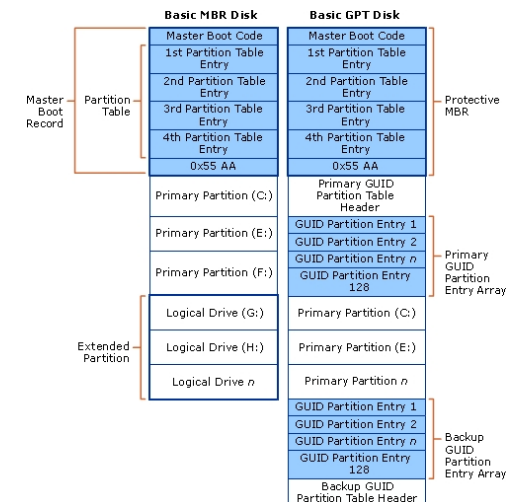 Basic MBR Disk
Basic GPT Disk
Master Boot Code
1st Partition Table
Entry
2nd Partition Table
Entry
3rd Partition Table
Entry
4th Partition Table
Entry
0x55 AA
Master
Boot
Record
Partition
Table
Primary Partition (C:)
Primary Partition (E:)
Primary Partition (F:)
Logical Drive (G:)
Logical Drive (H:)
Logical Drive n
Extended
Partition
Master Boot Code
1st Partition Table
Entry
2nd Partition Table
Entry
3rd Partition Table
Entry
4th Partition Table
Entry
0x55 AA
Protective
MBR
Primary GUID
Partition Table
Header
GUID Partition Entry 1
GUID Partition Entry 2
GUID Partition Entry n
GUID Partition Entry
128
Primary
GUID
Partition
Entry Array
Primary Partition (C:)
Primary Partition (E:)
Primary Partition n
GUID Partition Entry 1
GUID Partition Entry 2
GUID Partition Entry n
GUID Partition Entry
128
Backup
GUID
Partition
Entry Array
Backup GUID
Partition Table Header